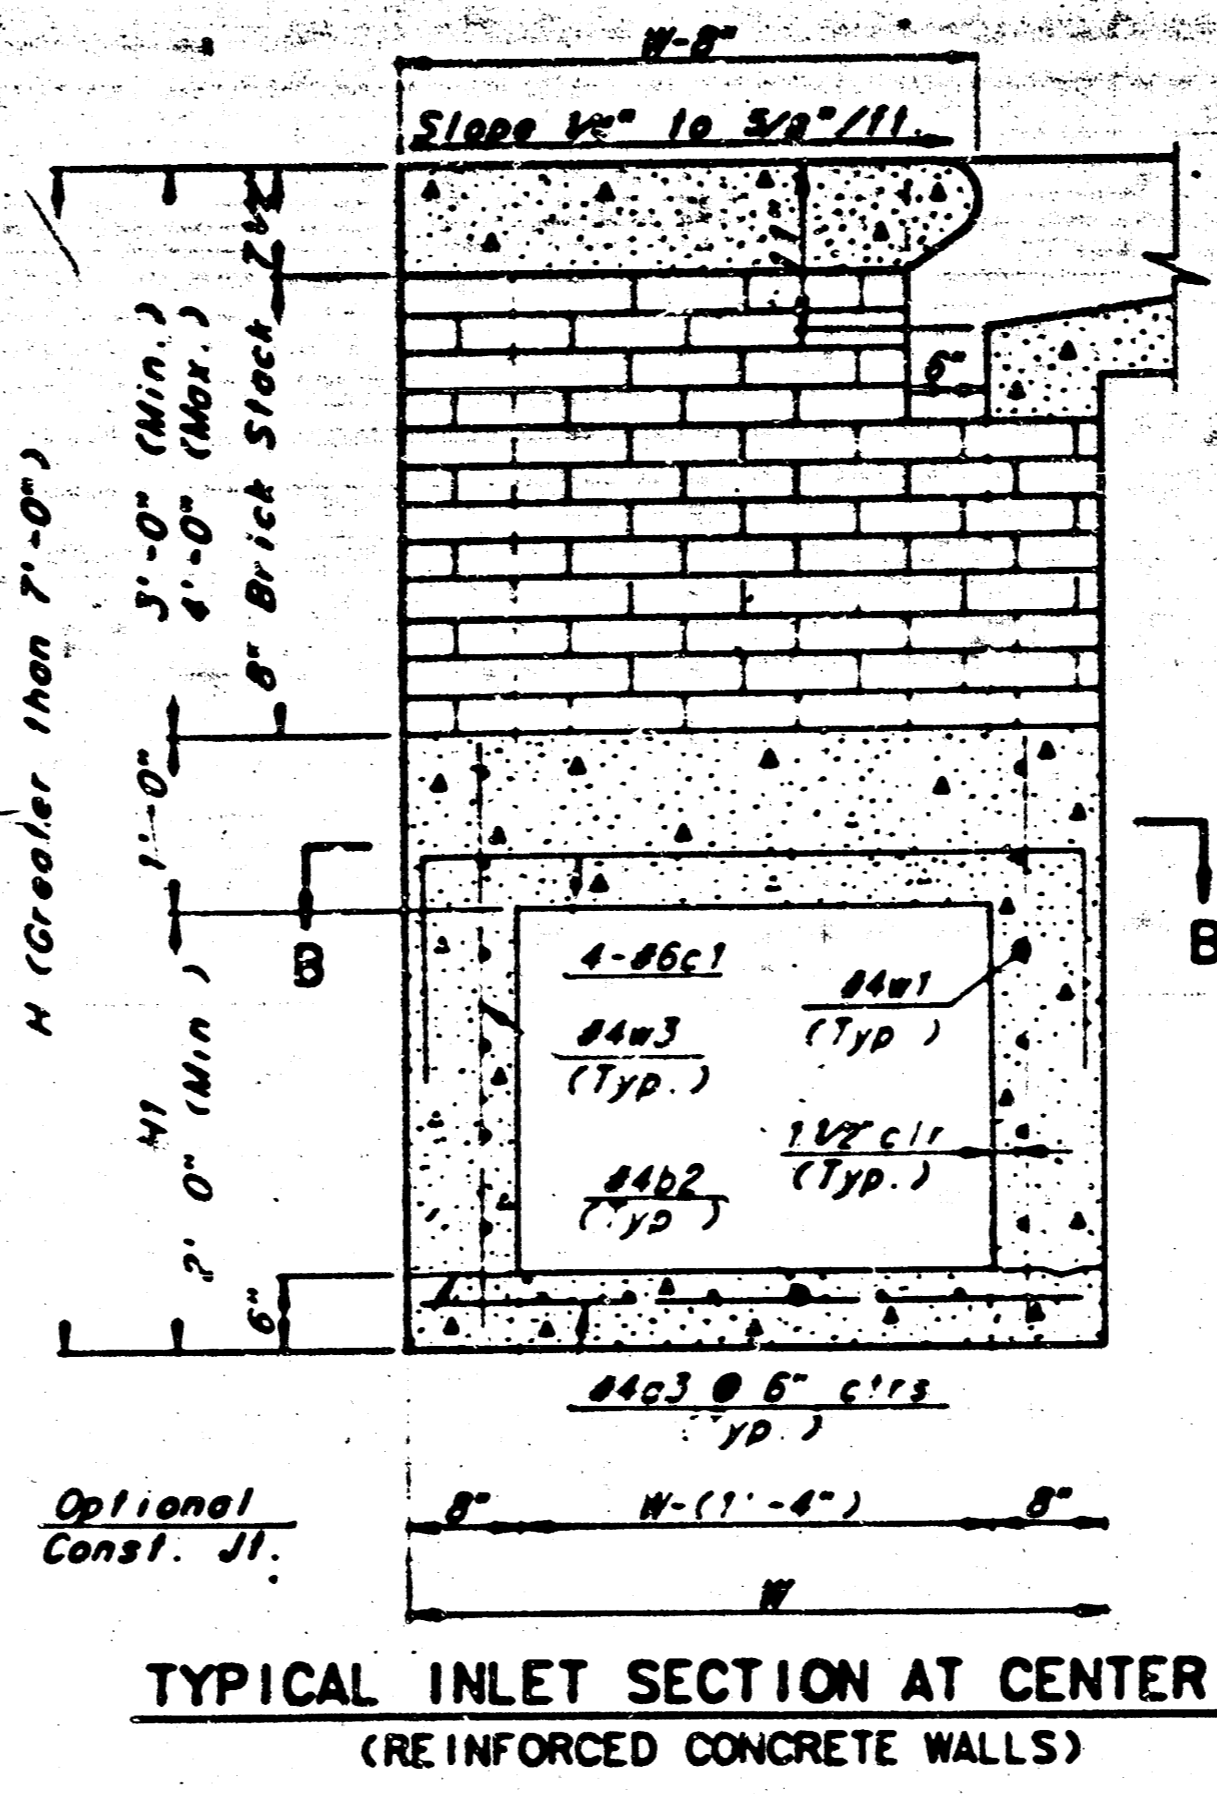 W-8"
Slope 1/2" to 5/8"/ft.
7 1/2"
11"
6"
3'-0" (Min.)
4'-0" (Max.)
8" Brick Stack
H (Greater than 7'-0")
1'-0"
B
B
4-#6c1
#4w1
(Typ )
#4w3
(Typ.)
1 1/2" clr
(Typ.)
#4b2
(Typ )
H1
2' 0" (Min )
6"
#4c3 @ 6" ctrs
(Typ.)
Optional
Const. Jt.
8"
W-(1'-4")
8"
W
TYPICAL INLET SECTION AT CENTER
(REINFORCED CONCRETE WALLS)